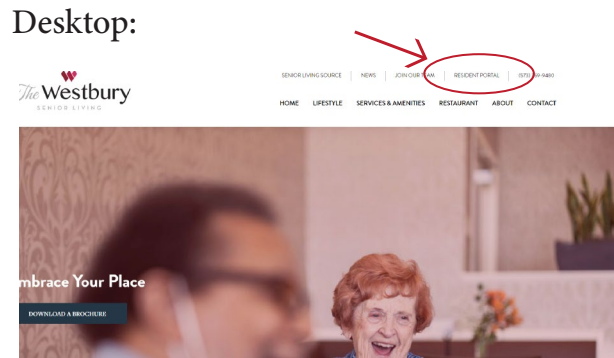 Desktop:
SENIOR LIVING SOURCE | NEWS | JOIN OUR TEAM | RESIDENT PORTAL
The Westbury
SENIOR LIVING
HOME LIFESTYLE SERVICES & AMENITIES RESTAURANT ABOUT CONTACT
mbrace Your Place
DOWNLOAD A BROCHURE